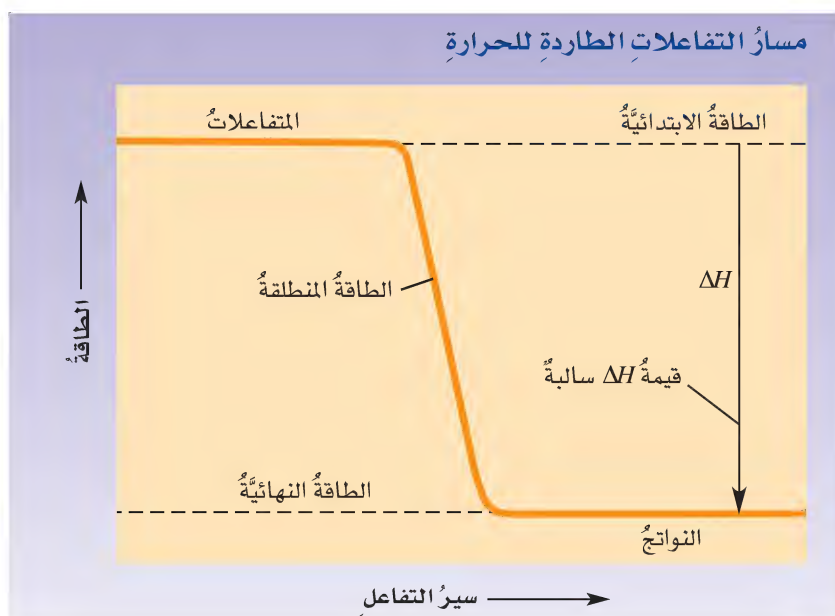 مسارُ التفاعلاتِ الطاردةِ للحرارةِ
الطاقةُ الابتدائيَّةُ
المتفاعلاتُ
ΔH
الطاقةُ المنطلقةُ
قيمةُ ΔH سالبةٌ
الطاقةُ
الطاقةُ النهائيَّةُ
النواتجُ
سيرُ التفاعلِ